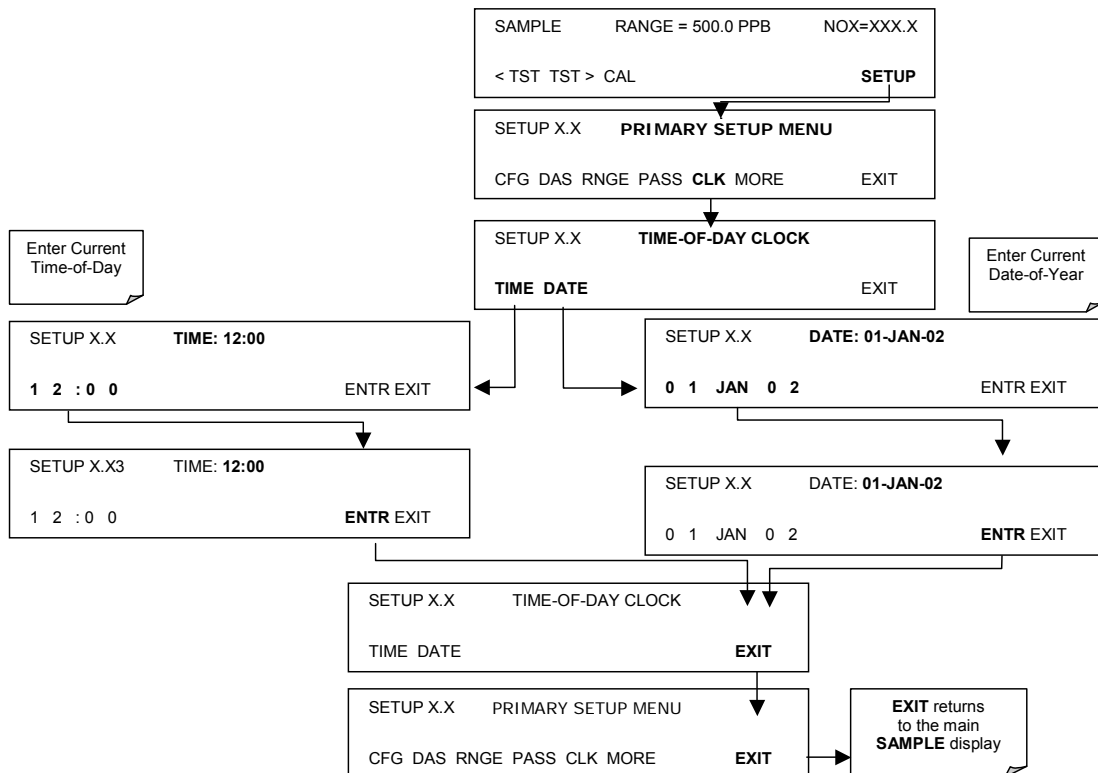 SAMPLE RANGE = 500.0 PPB NOX=XXX.X
< TST TST > CAL SETUP
SETUP X.X PRIMARY SETUP MENU
CFG DAS RNGE PASS CLK MORE EXIT
SETUP X.X TIME-OF-DAY CLOCK
TIME DATE EXIT
Enter Current
Time-of-Day
Enter Current
Date-of-Year
SETUP X.X TIME: 12:00
1 2 : 0 0 ENTR EXIT
SETUP X.X DATE: 01-JAN-02
0 1 JAN 0 2 ENTR EXIT
SETUP X.X3 TIME: 12:00
1 2 : 0 0 ENTR EXIT
SETUP X.X DATE: 01-JAN-02
0 1 JAN 0 2 ENTR EXIT
SETUP X.X TIME-OF-DAY CLOCK
TIME DATE EXIT
SETUP X.X PRIMARY SETUP MENU
CFG DAS RNGE PASS CLK MORE EXIT
EXIT returns
to the main
SAMPLE display